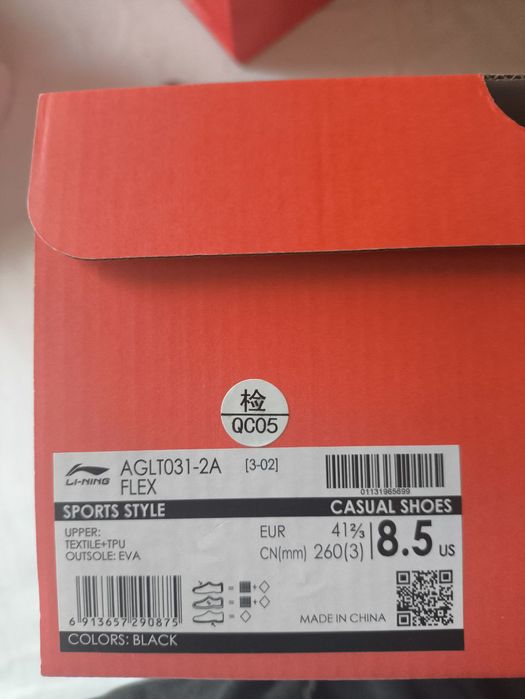 检
QC05
LI-NING
AGLT031-2A [3-02]
FLEX
01131965699
SPORTS STYLE CASUAL SHOES
UPPER:
TEXTILE+TPU
OUTSOLE: EVA
EUR 41⅔
CN(mm) 260(3)
8.5 US
6 913657 290875
MADE IN CHINA
COLORS: BLACK